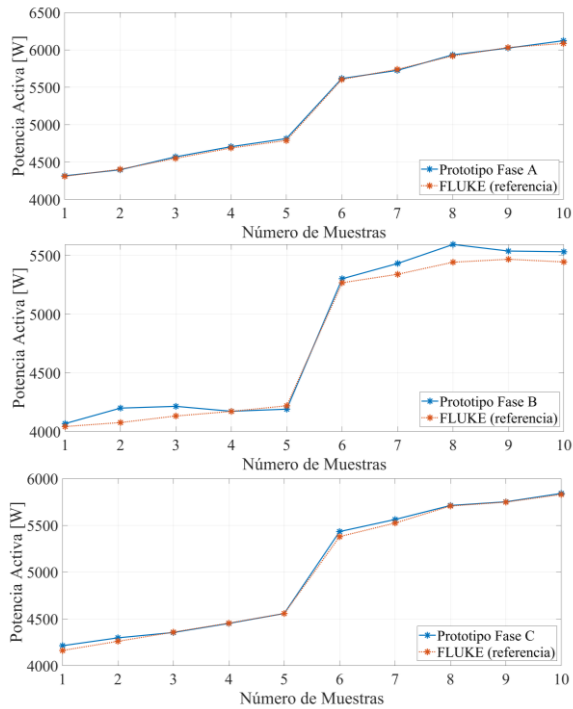 6500
6000
5500
5000
4500
4000
Potencia Activa [W]
Prototipo Fase A
FLUKE (referencia)
1 2 3 4 5 6 7 8 9 10
Número de Muestras
5500
5000
4500
4000
Potencia Activa [W]
Prototipo Fase B
FLUKE (referencia)
1 2 3 4 5 6 7 8 9 10
Número de Muestras
6000
5500
5000
4500
4000
Potencia Activa [W]
Prototipo Fase C
FLUKE (referencia)
1 2 3 4 5 6 7 8 9 10
Número de Muestras